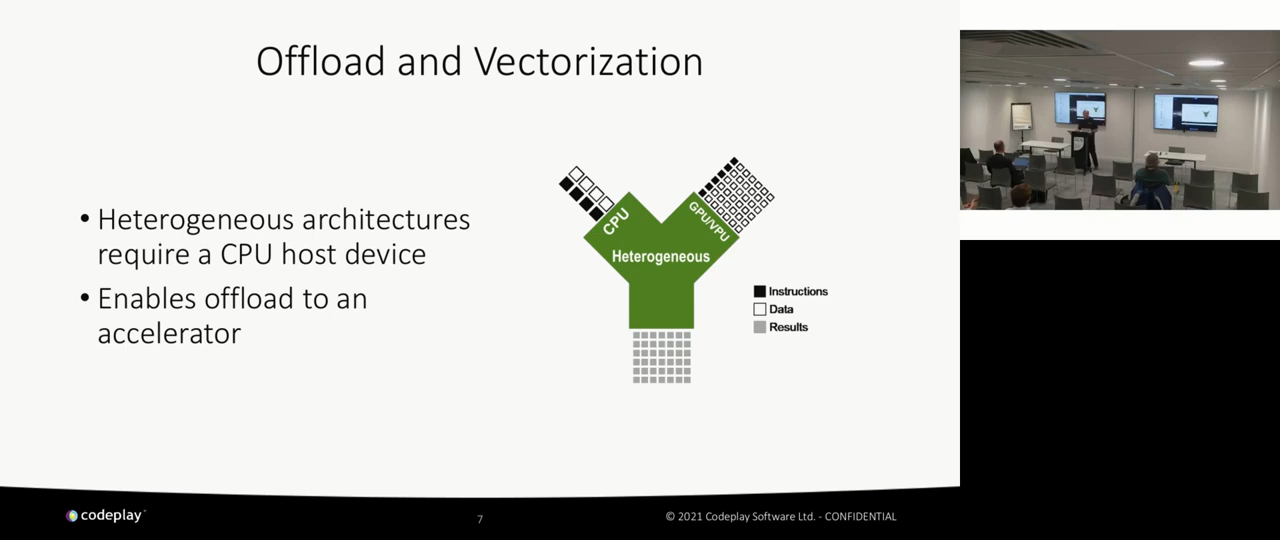 Offload and Vectorization
• Heterogeneous architectures
require a CPU host device
• Enables offload to an
accelerator
CPU
GPU/VPU
Heterogeneous
Instructions
Data
Results
codeplay
7
© 2021 Codeplay Software Ltd. - CONFIDENTIAL